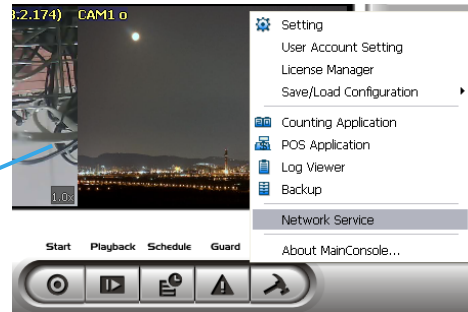 3.2.174) CAM1 o
Setting
User Account Setting
License Manager
Save/Load Configuration
Counting Application
POS Application
Log Viewer
Backup
Network Service
About MainConsole...
1.0x
Start Playback Schedule Guard